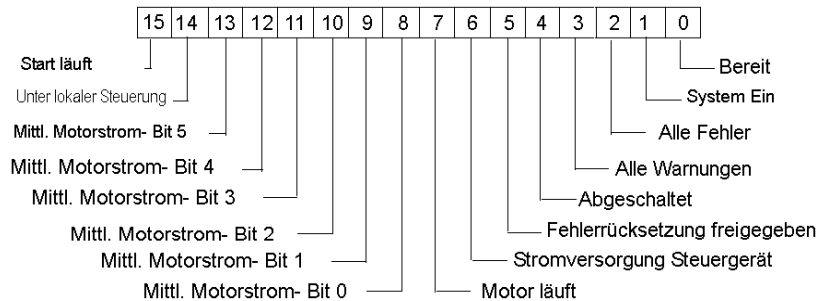 15 14 13 12 11 10 9 8 7 6 5 4 3 2 1 0
Start läuft
Bereit
Unter lokaler Steuerung
System Ein
Mittl. Motorstrom- Bit 5
Alle Fehler
Mittl. Motorstrom- Bit 4
Alle Warnungen
Mittl. Motorstrom- Bit 3
Abgeschaltet
Mittl. Motorstrom- Bit 2
Fehlerrücksetzung freigegeben
Mittl. Motorstrom- Bit 1
Stromversorgung Steuergerät
Mittl. Motorstrom- Bit 0
Motor läuft